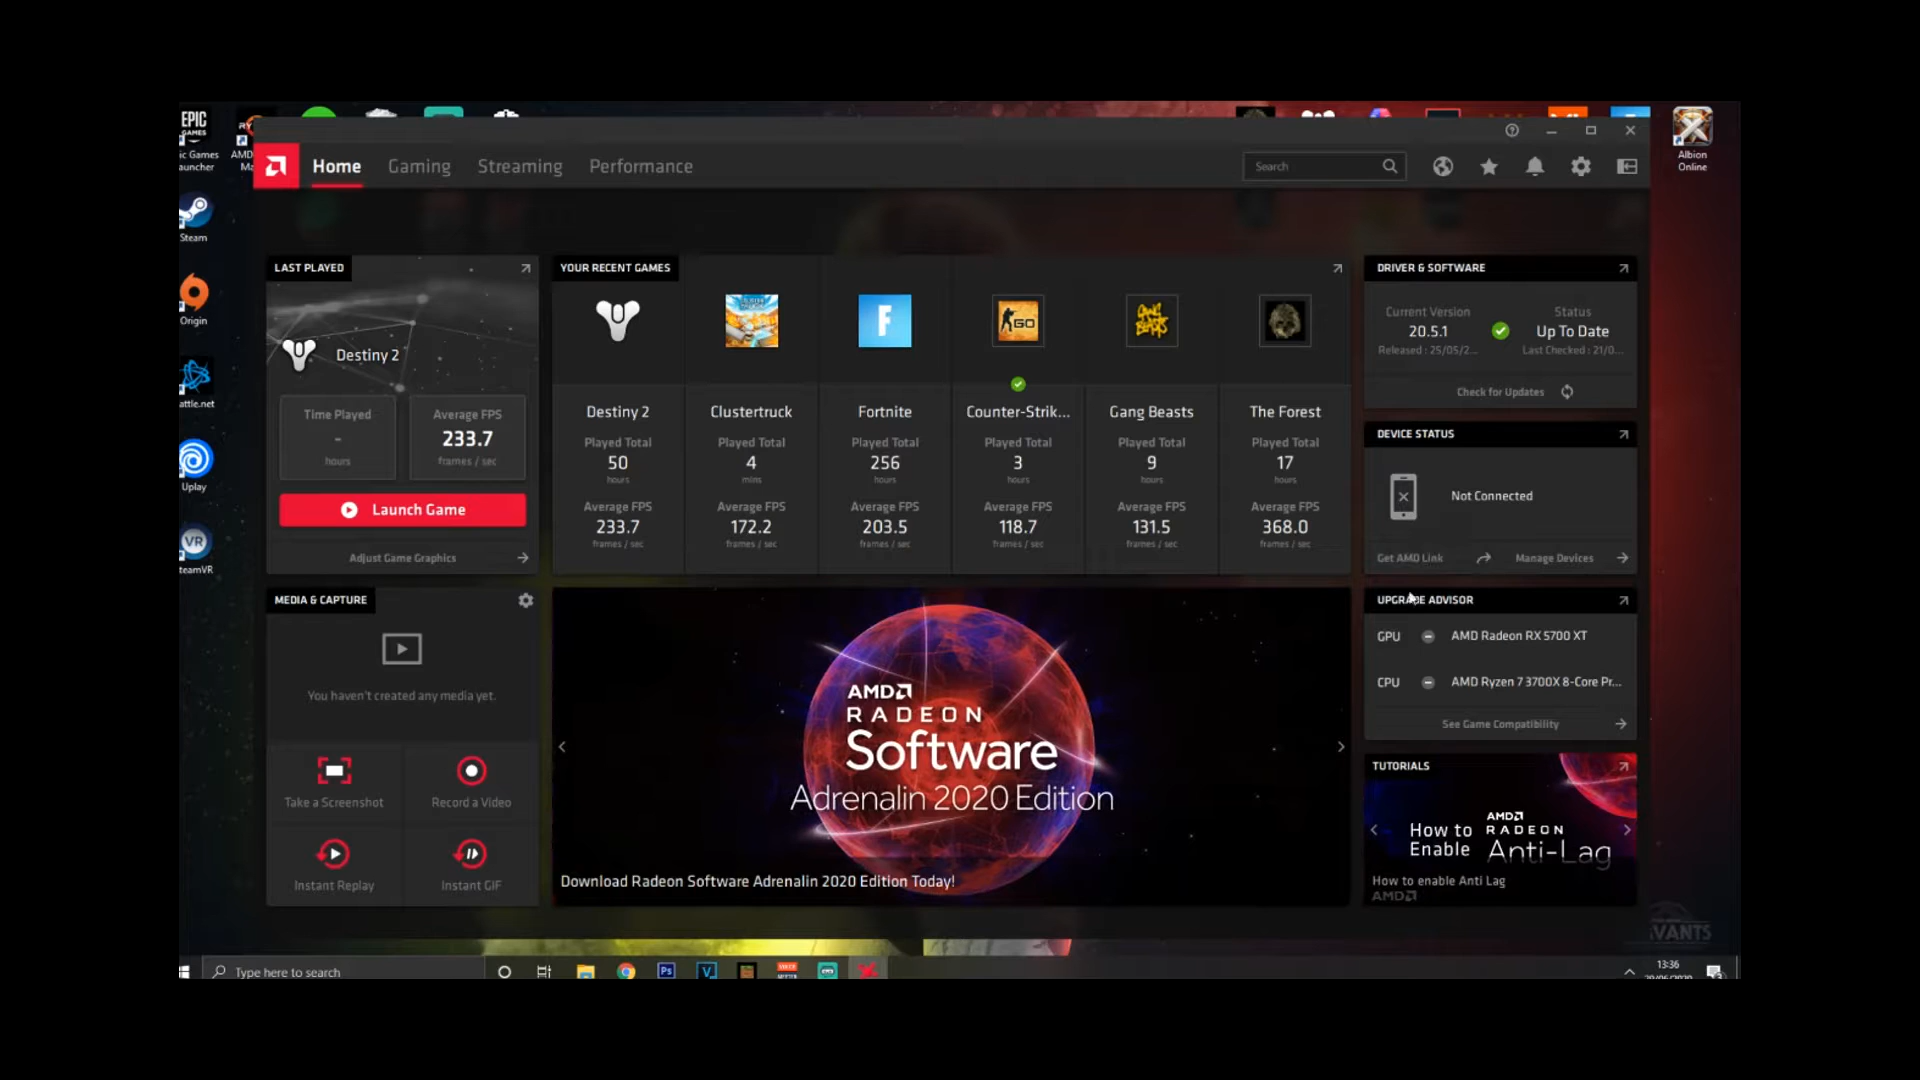 EPIC
GAMES
ic Games
auncher
RY
AMD
Ma
Steam
Origin
attle.net
Uplay
VR
teamVR
Albion
Online
Home
Gaming
Streaming
Performance
Search
LAST PLAYED
Destiny 2
Time Played
-
hours
Average FPS
233.7
frames / sec
Launch Game
Adjust Game Graphics
YOUR RECENT GAMES
F
GO
GANG
BEASTS
Destiny 2
Played Total
50
hours
Average FPS
233.7
frames / sec
Clustertruck
Played Total
4
mins
Average FPS
172.2
frames / sec
Fortnite
Played Total
256
hours
Average FPS
203.5
frames / sec
Counter-Strik...
Played Total
3
hours
Average FPS
118.7
frames / sec
Gang Beasts
Played Total
9
hours
Average FPS
131.5
frames / sec
The Forest
Played Total
17
hours
Average FPS
368.0
frames / sec
DRIVER & SOFTWARE
Current Version
20.5.1
Released : 25/05/2...
Status
Up To Date
Last Checked : 21/0...
Check for Updates
DEVICE STATUS
Not Connected
Get AMD Link
Manage Devices
MEDIA & CAPTURE
You haven't created any media yet.
Take a Screenshot
Record a Video
Instant Replay
Instant GIF
AMD
RADEON
Software
Adrenalin 2020 Edition
Download Radeon Software Adrenalin 2020 Edition Today!
UPGRADE ADVISOR
GPU
AMD Radeon RX 5700 XT
CPU
AMD Ryzen 7 3700X 8-Core Pr...
See Game Compatibility
TUTORIALS
How to
Enable
AMD
RADEON
Anti-Lag
How to enable Anti Lag
AMD
VANTS
Type here to search
Ps
V
13:36